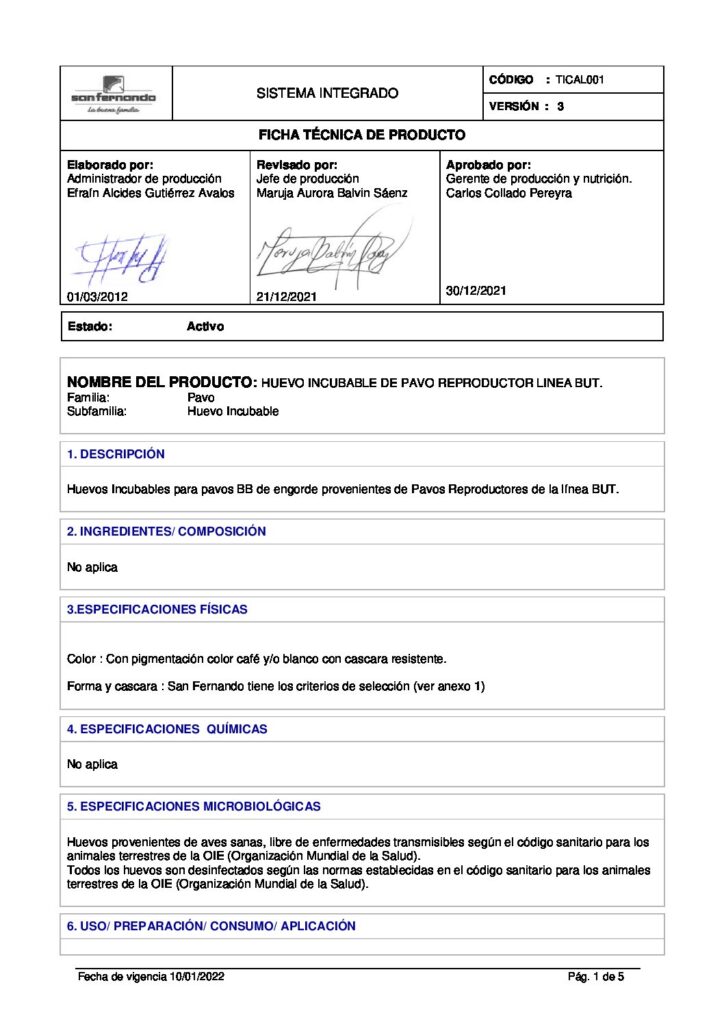 san fernando
La buena familia
SISTEMA INTEGRADO
CÓDIGO : TICAL001
VERSIÓN : 3
FICHA TÉCNICA DE PRODUCTO
Elaborado por:
Administrador de producción
Efraín Alcides Gutiérrez Avalos
01/03/2012
Revisado por:
Jefe de producción
Maruja Aurora Balvin Sáenz
21/12/2021
Aprobado por:
Gerente de producción y nutrición.
Carlos Collado Pereyra
30/12/2021
Estado: Activo
NOMBRE DEL PRODUCTO: HUEVO INCUBABLE DE PAVO REPRODUCTOR LINEA BUT.
Familia: Pavo
Subfamilia: Huevo Incubable
1. DESCRIPCIÓN
Huevos Incubables para pavos BB de engorde provenientes de Pavos Reproductores de la línea BUT.
2. INGREDIENTES/ COMPOSICIÓN
No aplica
3.ESPECIFICACIONES FÍSICAS
Color : Con pigmentación color café y/o blanco con cascara resistente.
Forma y cascara : San Fernando tiene los criterios de selección (ver anexo 1)
4. ESPECIFICACIONES QUÍMICAS
No aplica
5. ESPECIFICACIONES MICROBIOLÓGICAS
Huevos provenientes de aves sanas, libre de enfermedades transmisibles según el código sanitario para los
animales terrestres de la OIE (Organización Mundial de la Salud).
Todos los huevos son desinfectados según las normas establecidas en el código sanitario para los animales
terrestres de la OIE (Organización Mundial de la Salud).
6. USO/ PREPARACIÓN/ CONSUMO/ APLICACIÓN
Fecha de vigencia 10/01/2022
Pág. 1 de 5